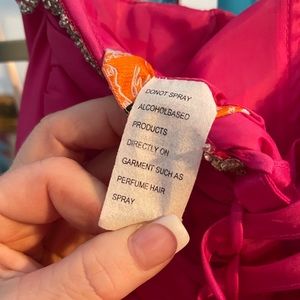 DONOT SPRAY
ALCOHOLBASED
PRODUCTS
DIRECTLY ON
GARMENT SUCH AS
PERFUME HAIR
SPRAY